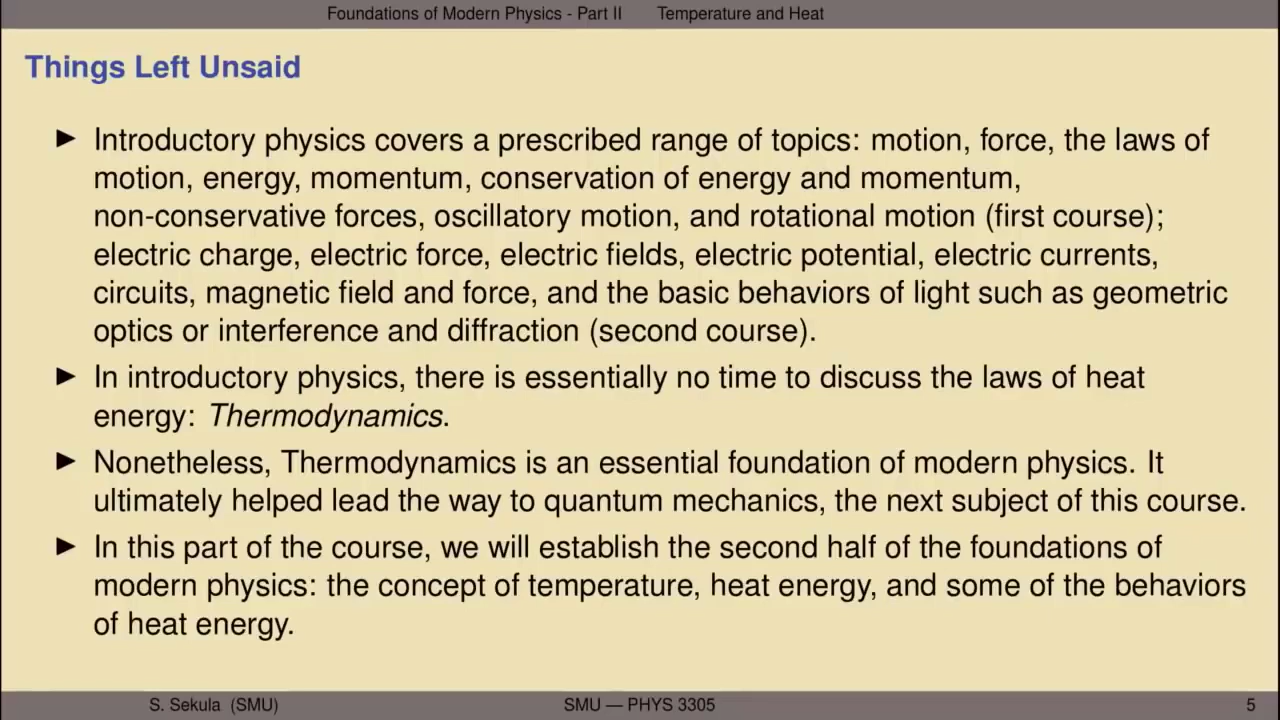 Foundations of Modern Physics - Part II Temperature and Heat
Things Left Unsaid
▶ Introductory physics covers a prescribed range of topics: motion, force, the laws of
motion, energy, momentum, conservation of energy and momentum,
non-conservative forces, oscillatory motion, and rotational motion (first course);
electric charge, electric force, electric fields, electric potential, electric currents,
circuits, magnetic field and force, and the basic behaviors of light such as geometric
optics or interference and diffraction (second course).
▶ In introductory physics, there is essentially no time to discuss the laws of heat
energy: Thermodynamics.
▶ Nonetheless, Thermodynamics is an essential foundation of modern physics. It
ultimately helped lead the way to quantum mechanics, the next subject of this course.
▶ In this part of the course, we will establish the second half of the foundations of
modern physics: the concept of temperature, heat energy, and some of the behaviors
of heat energy.
S. Sekula (SMU) SMU — PHYS 3305 5